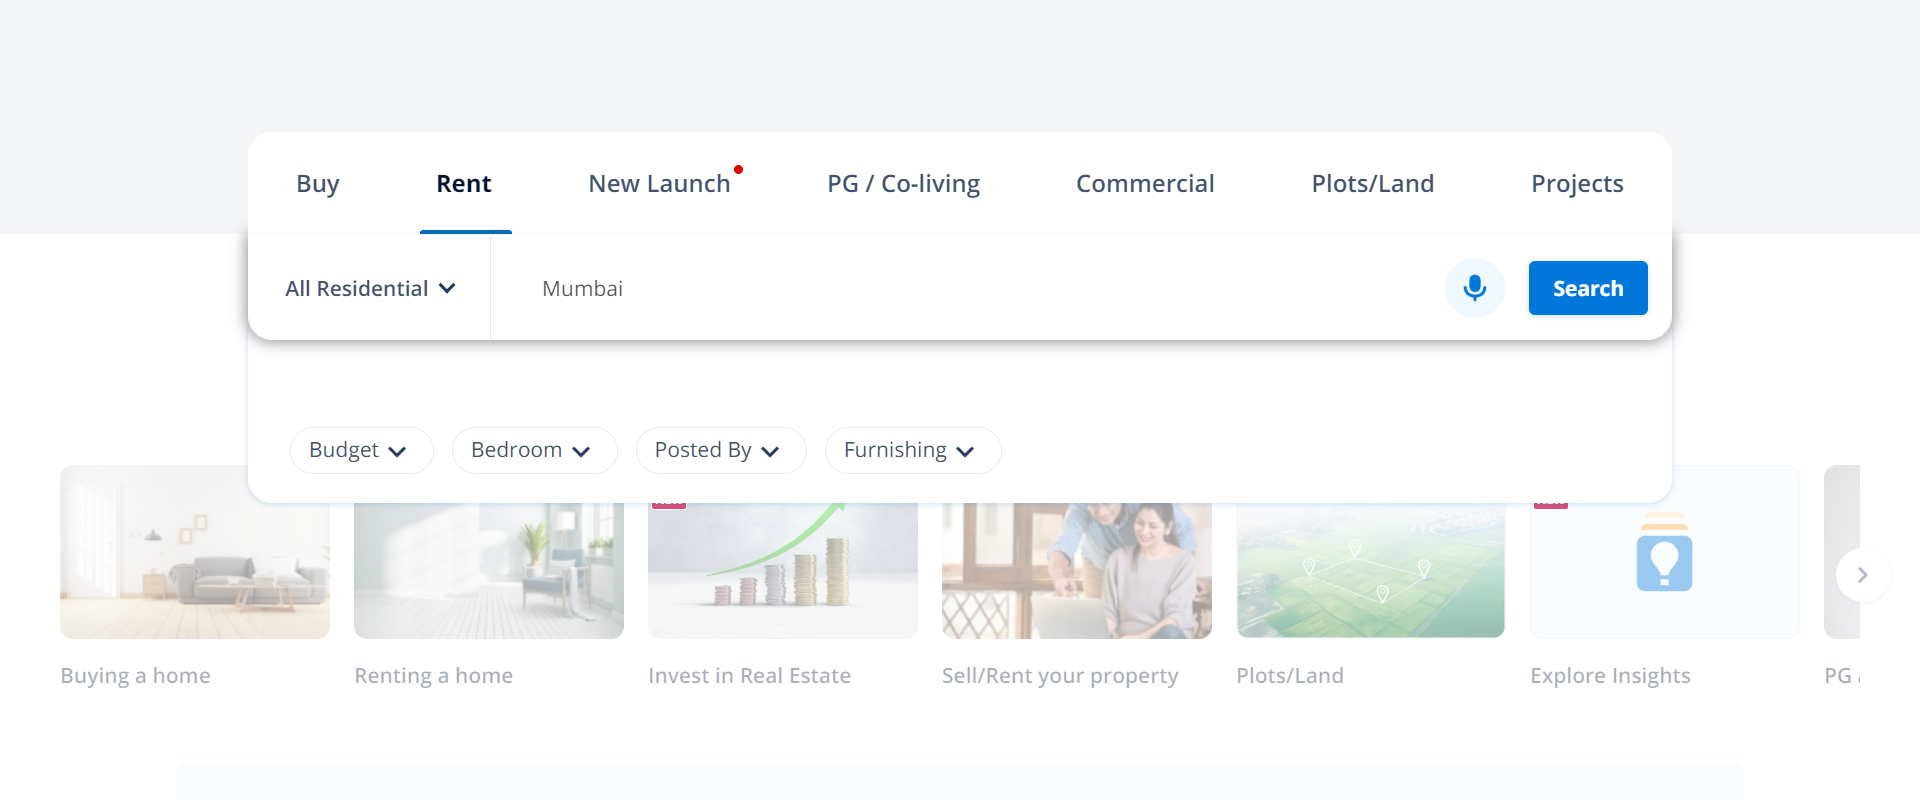 Buy Rent New Launch PG / Co-living Commercial Plots/Land Projects
All Residential Mumbai Search
Budget Bedroom Posted By Furnishing
Buying a home Renting a home Invest in Real Estate Sell/Rent your property Plots/Land Explore Insights PG